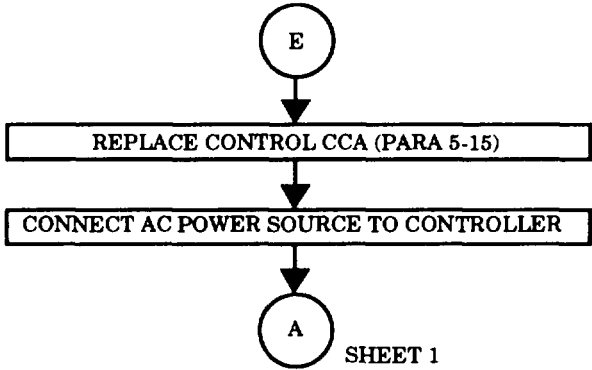 E
REPLACE CONTROL CCA (PARA 5-15)
CONNECT AC POWER SOURCE TO CONTROLLER
A
SHEET 1